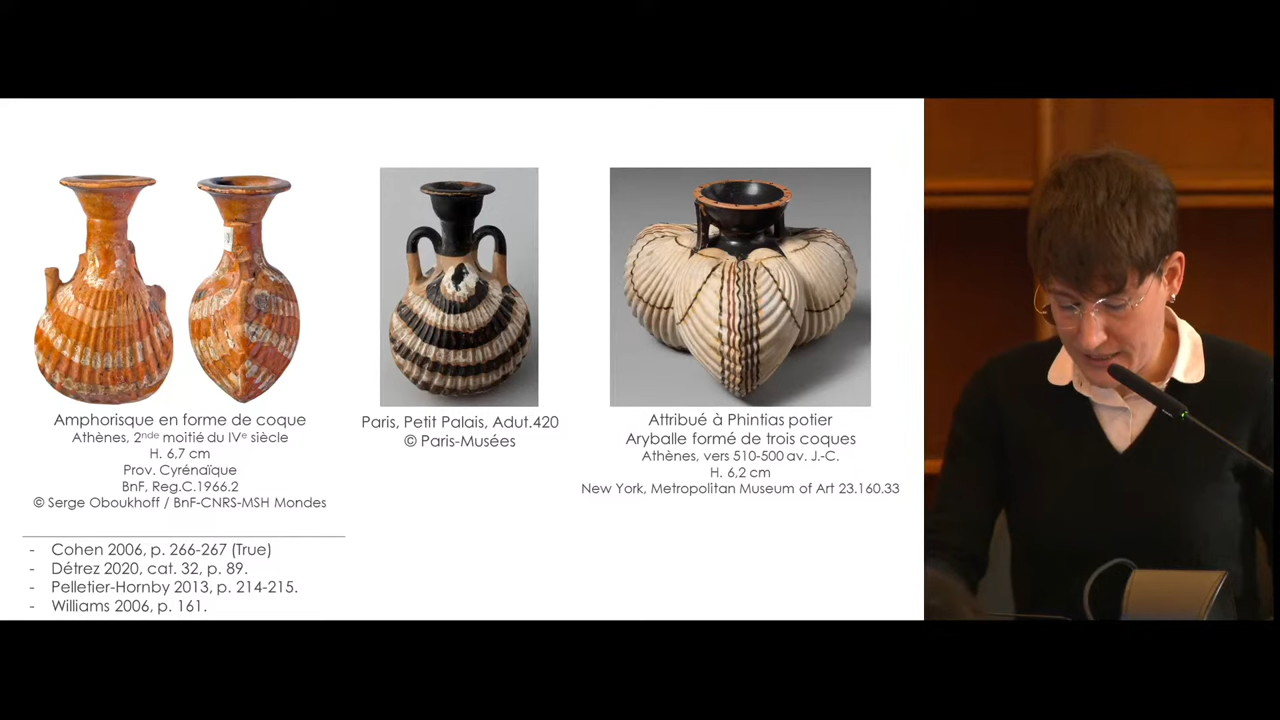 Amphorisque en forme de coque
Athènes, 2nde moitié du IVe siècle
H. 6,7 cm
Prov. Cyrénaïque
BnF, Reg.C.1966.2
© Serge Oboukhoff / BnF-CNRS-MSH Mondes
- Cohen 2006, p. 266-267 (True)
- Détrez 2020, cat. 32, p. 89.
- Pelletier-Hornby 2013, p. 214-215.
- Williams 2006, p. 161.
Paris, Petit Palais, Adut.420
© Paris-Musées
Attribué à Phintias potier
Aryballe formé de trois coques
Athènes, vers 510-500 av. J.-C.
H. 6,2 cm
New York, Metropolitan Museum of Art 23.160.33